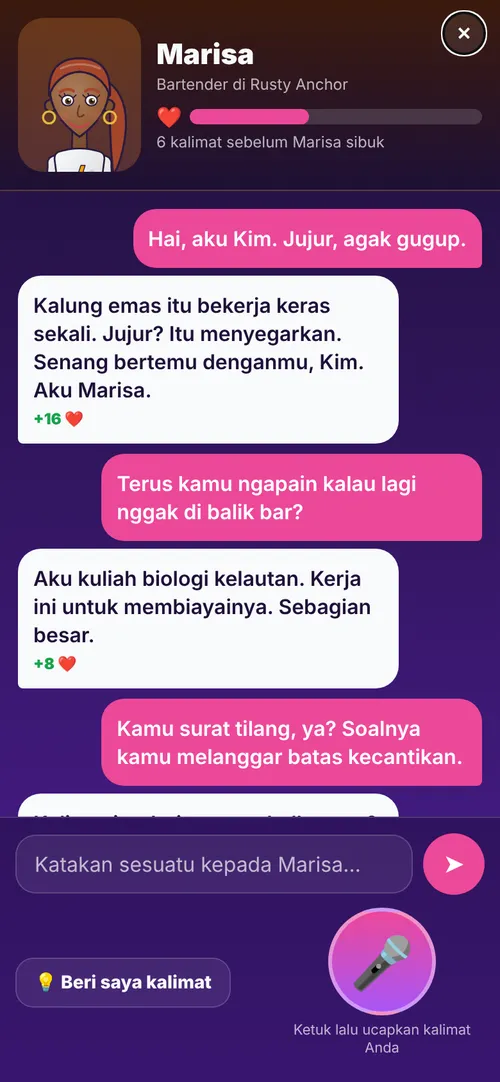 Marisa
Bartender di Rusty Anchor
6 kalimat sebelum Marisa sibuk
Hai, aku Kim. Jujur, agak gugup.
Kalung emas itu bekerja keras
sekali. Jujur? Itu menyegarkan.
Senang bertemu denganmu, Kim.
Aku Marisa.
+16 ❤️
Terus kamu ngapain kalau lagi
nggak di balik bar?
Aku kuliah biologi kelautan. Kerja
ini untuk membiayainya. Sebagian
besar.
+8 ❤️
Kamu surat tilang, ya? Soalnya
kamu melanggar batas kecantikan.
Katakan sesuatu kepada Marisa...
💡 Beri saya kalimat
Ketuk lalu ucapkan kalimat
Anda